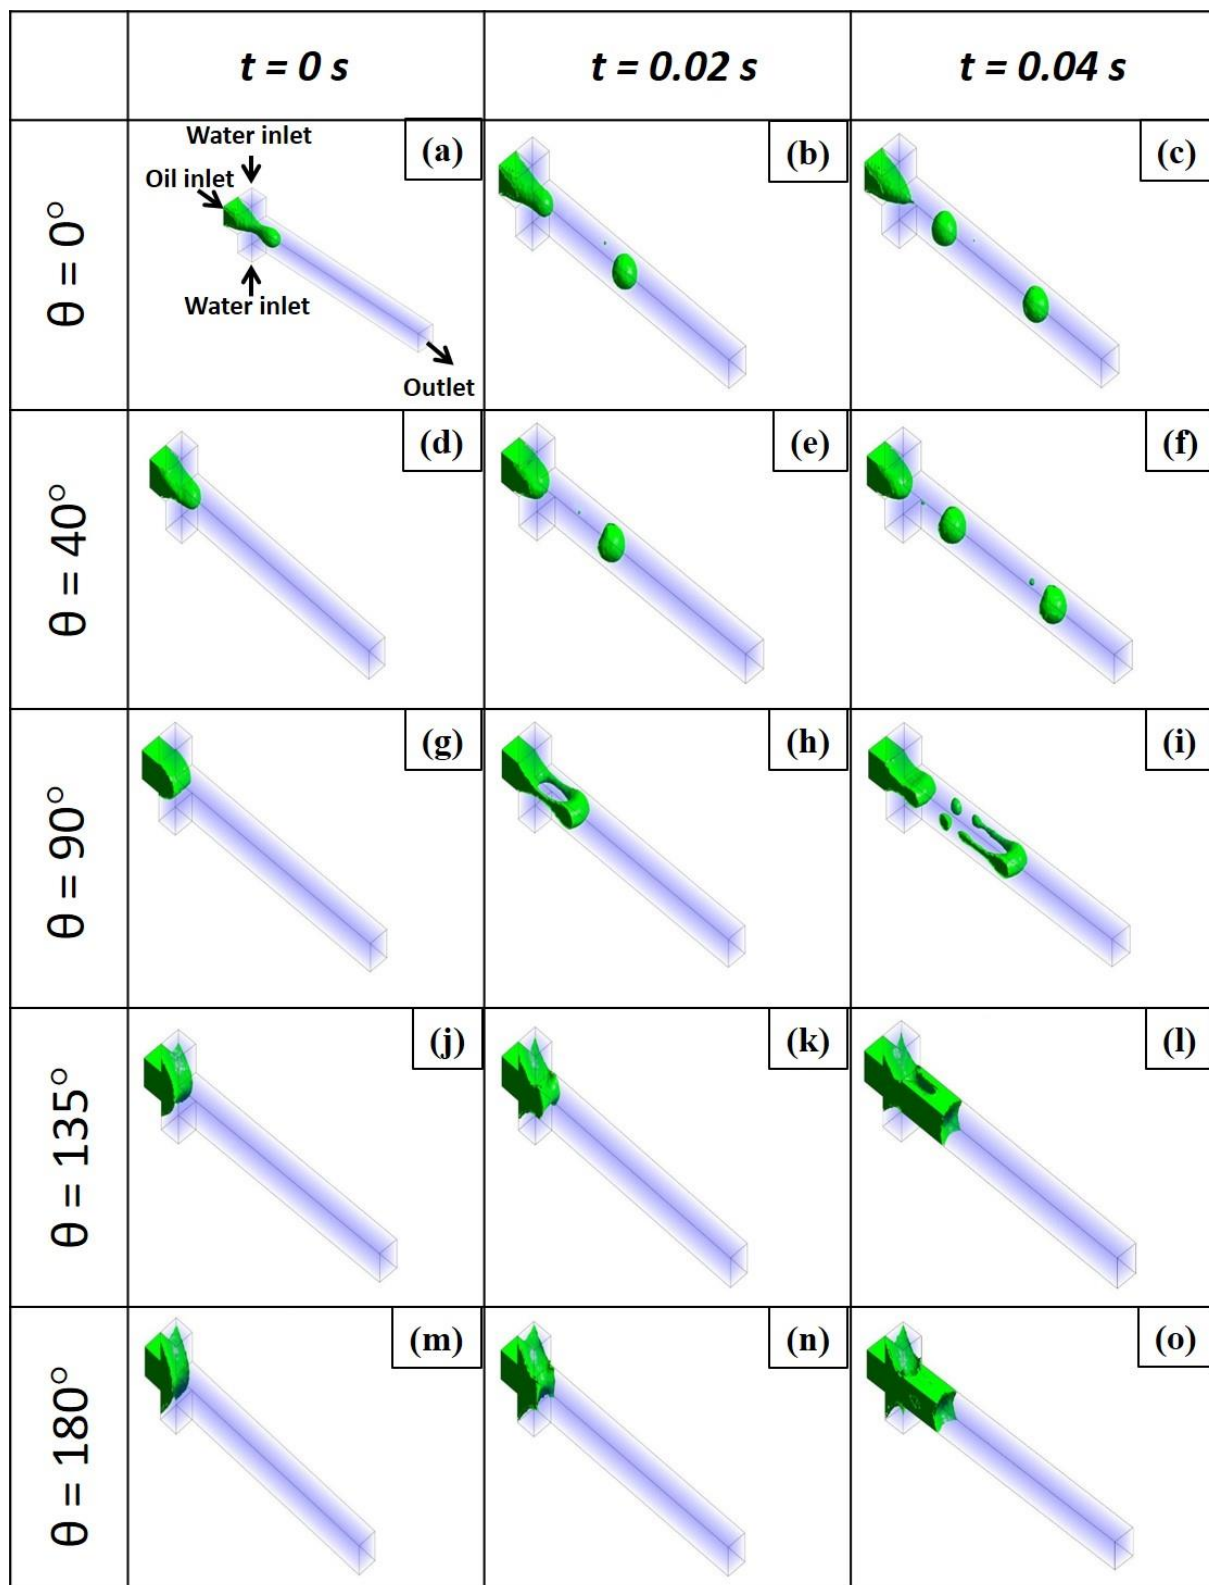 t = 0 s
t = 0.02 s
t = 0.04 s
θ = 0°
Water inlet
Oil inlet
Water inlet
Outlet
(a)
(b)
(c)
θ = 40°
(d)
(e)
(f)
θ = 90°
(g)
(h)
(i)
θ = 135°
(j)
(k)
(l)
θ = 180°
(m)
(n)
(o)